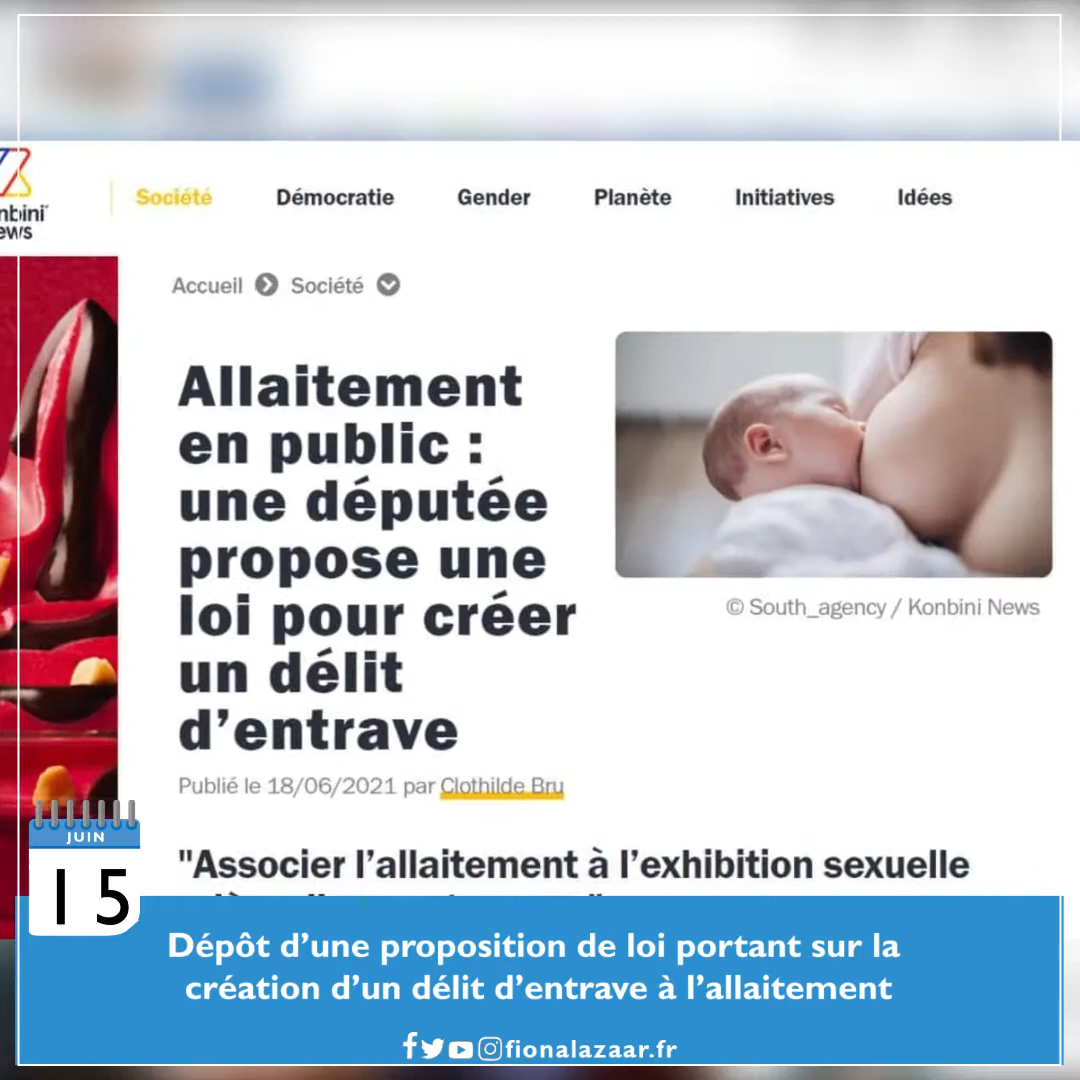 nbini
ews
Société Démocratie Gender Planète Initiatives Idées
Accueil Société
Allaitement
en public :
une députée
propose une
loi pour créer
un délit
d’entrave
© South_agency / Konbini News
Publié le 18/06/2021 par Clothilde Bru
"Associer l’allaitement à l’exhibition sexuelle
JUIN
15
Dépôt d’une proposition de loi portant sur la
création d’un délit d’entrave à l’allaitement
fionalazaar.fr